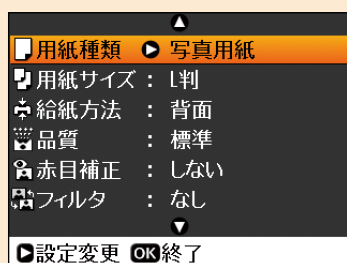 用紙種類 写真用紙
用紙サイズ : L判
給紙方法 : 背面
品質 : 標準
赤目補正 : しない
フィルタ : なし
設定変更 OK終了